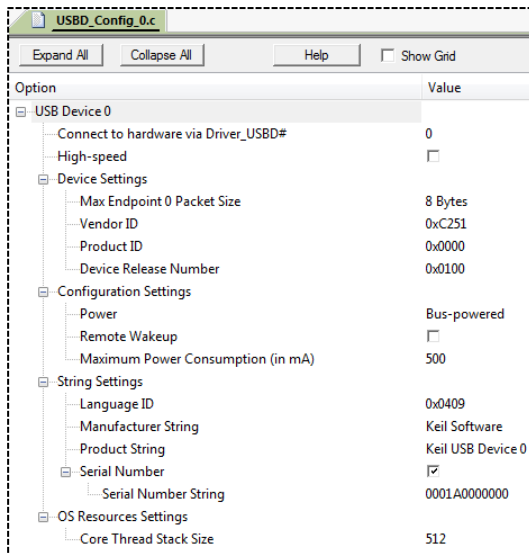 USBD_Config_0.c
Expand All Collapse All Help Show Grid
Option Value
USB Device 0
Connect to hardware via Driver_USBD# 0
High-speed
Device Settings
Max Endpoint 0 Packet Size 8 Bytes
Vendor ID 0xC251
Product ID 0x0000
Device Release Number 0x0100
Configuration Settings
Power Bus-powered
Remote Wakeup
Maximum Power Consumption (in mA) 500
String Settings
Language ID 0x0409
Manufacturer String Keil Software
Product String Keil USB Device 0
Serial Number
Serial Number String 0001A0000000
OS Resources Settings
Core Thread Stack Size 512